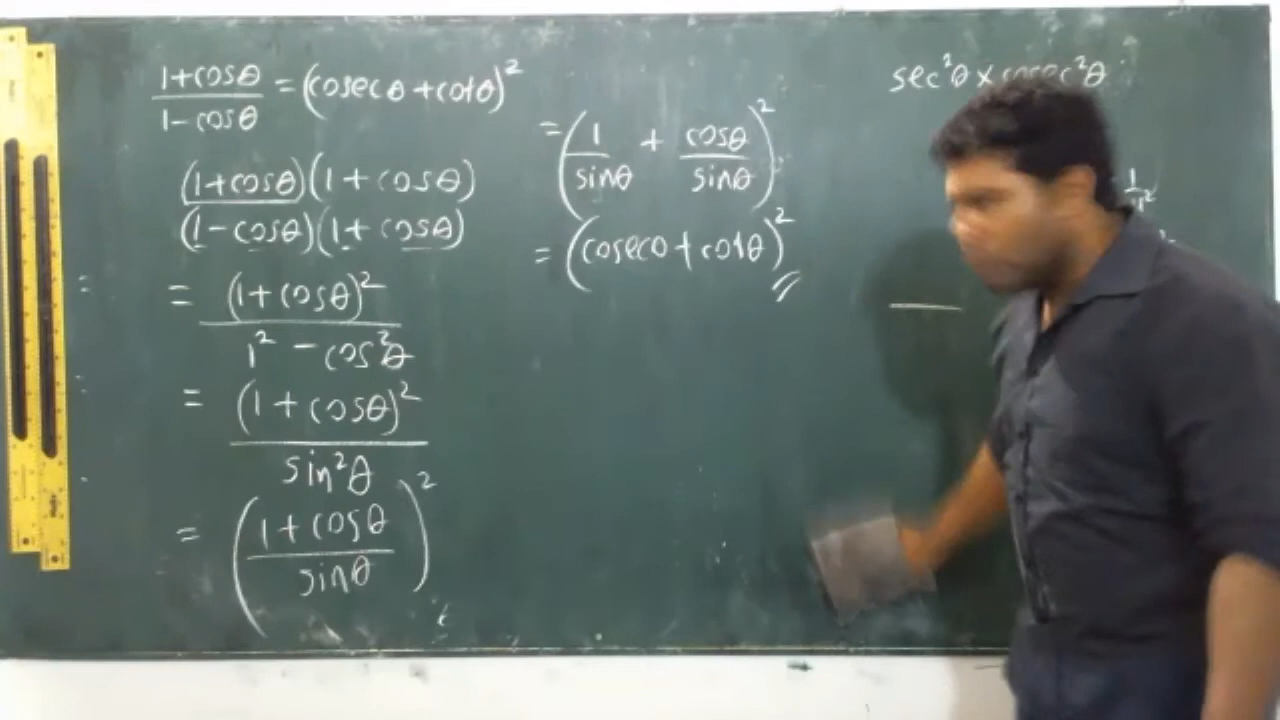 1+cosθ / 1-cosθ = (cosecθ + cotθ)²
(1+cosθ)(1+cosθ) / (1-cosθ)(1+cosθ)
= (1+cosθ)² / 1² - cos²θ
= (1+cosθ)² / sin²θ
= (1+cosθ / sinθ)²
= (1/sinθ + cosθ/sinθ)²
= (cosecθ + cotθ)²
sec²θ × cosec²θ